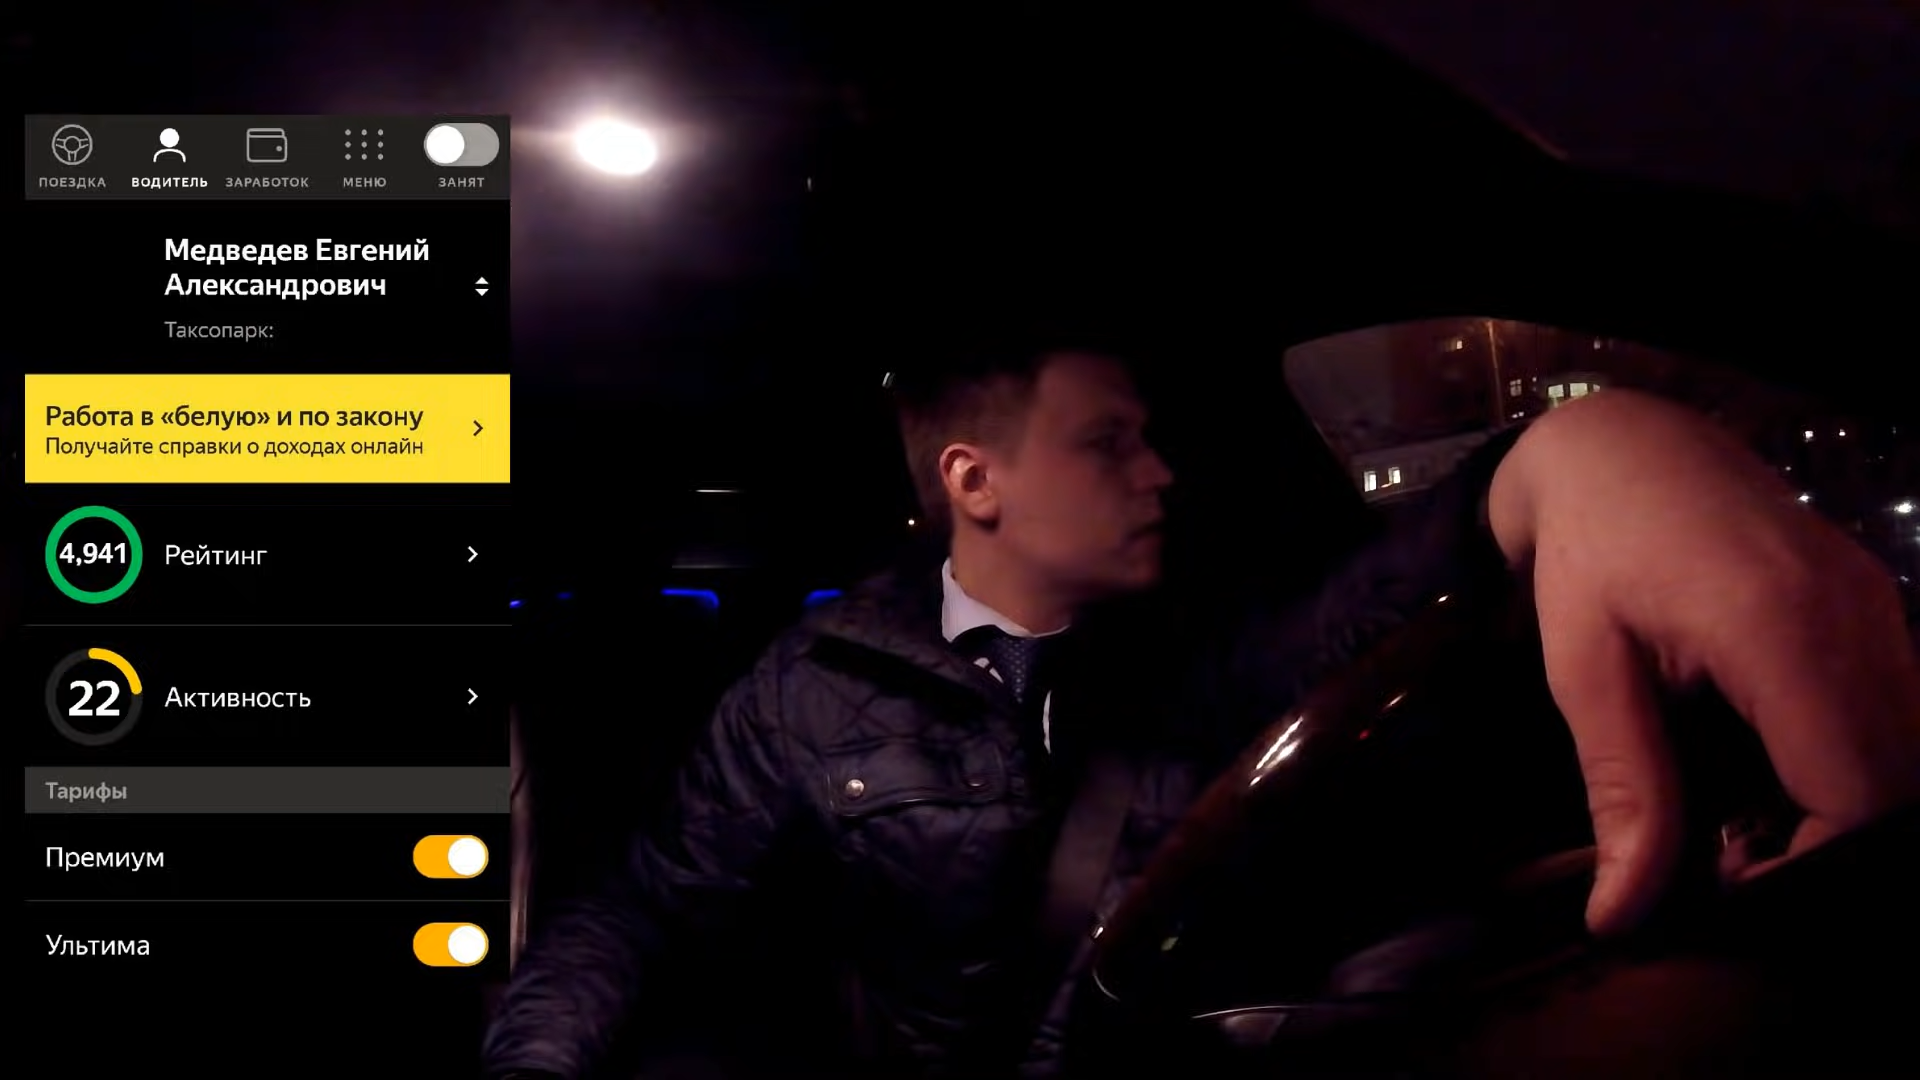 ПОЕЗДКА ВОДИТЕЛЬ ЗАРАБОТОК МЕНЮ ЗАНЯТ
Медведев Евгений
Александрович
Таксопарк:
Работа в «белую» и по закону
Получайте справки о доходах онлайн
4,941 Рейтинг
22 Активность
Тарифы
Премиум
Ультима